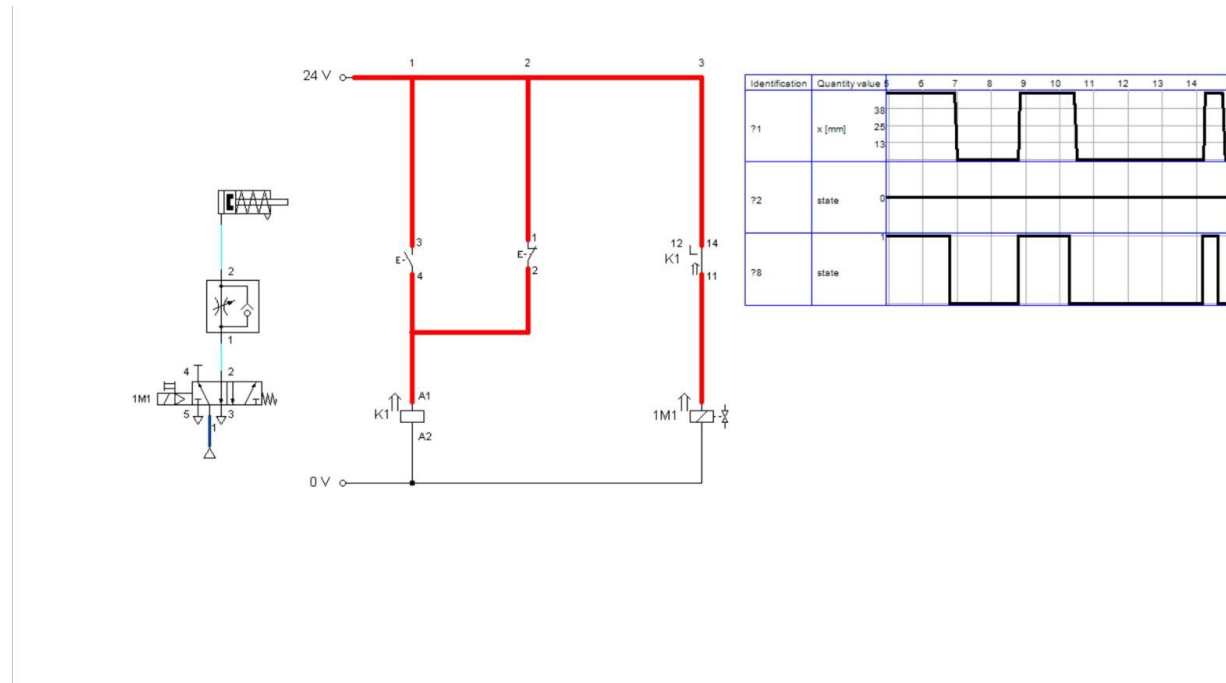 1 2 3
24 V
3
4
E-
1
2
E-
12 14
K1
11
A1
K1
A2
1M1
0 V
2
1
4 2
1M1
5 3
1
Identification Quantity value 5 6 7 8 9 10 11 12 13 14
?1 x [mm] 38
25
13
?2 state 0
?8 state 1